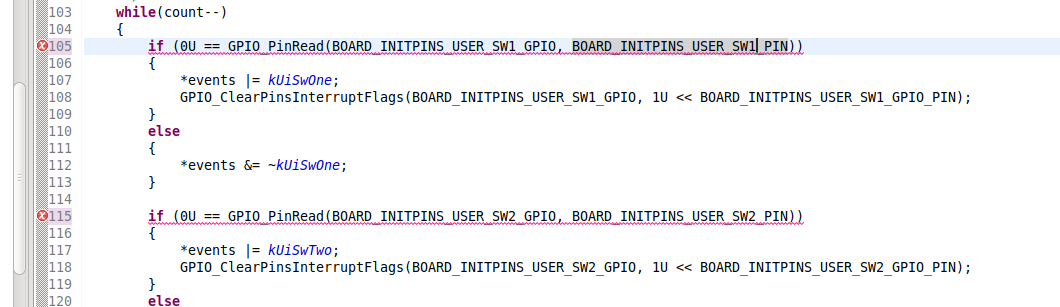 103 while(count--)
104 {
105 if (0U == GPIO_PinRead(BOARD_INITPINS_USER_SW1_GPIO, BOARD_INITPINS_USER_SW1_PIN))
106 {
107 *events |= kUiSwOne;
108 GPIO_ClearPinsInterruptFlags(BOARD_INITPINS_USER_SW1_GPIO, 1U << BOARD_INITPINS_USER_SW1_GPIO_PIN);
109 }
110 else
111 {
112 *events &= ~kUiSwOne;
113 }
114
115 if (0U == GPIO_PinRead(BOARD_INITPINS_USER_SW2_GPIO, BOARD_INITPINS_USER_SW2_PIN))
116 {
117 *events |= kUiSwTwo;
118 GPIO_ClearPinsInterruptFlags(BOARD_INITPINS_USER_SW2_GPIO, 1U << BOARD_INITPINS_USER_SW2_GPIO_PIN);
119 }
120 else